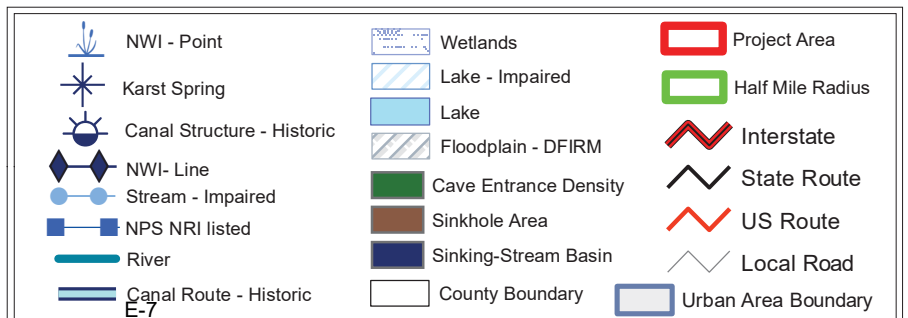 NWI - Point
Karst Spring
Canal Structure - Historic
NWI- Line
Stream - Impaired
NPS NRI listed
River
Canal Route - Historic
E-7
Wetlands
Lake - Impaired
Lake
Floodplain - DFIRM
Cave Entrance Density
Sinkhole Area
Sinking-Stream Basin
County Boundary
Project Area
Half Mile Radius
Interstate
State Route
US Route
Local Road
Urban Area Boundary